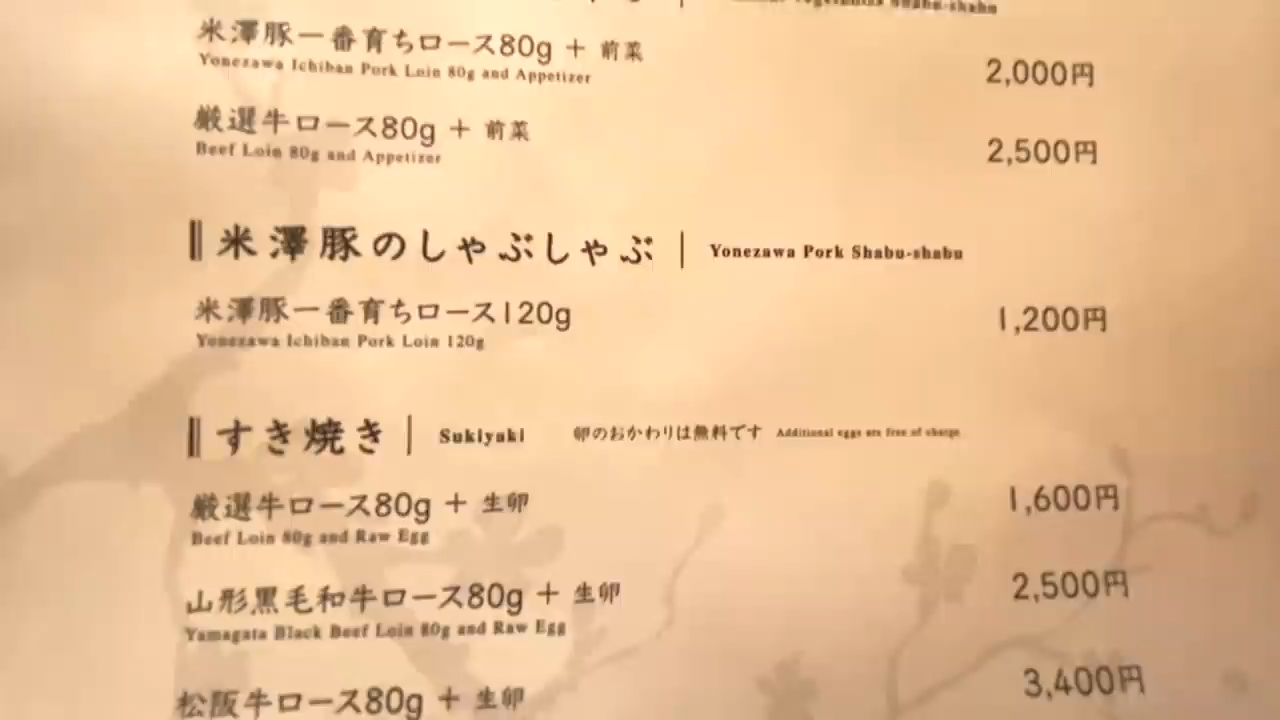 Shabu-shabu
米澤豚一番育ちロース80g + 前菜
Yonezawa Ichiban Pork Loin 80g and Appetizer
2,000円
厳選牛ロース80g + 前菜
Beef Loin 80g and Appetizer
2,500円
米澤豚のしゃぶしゃぶ | Yonezawa Pork Shabu-shabu
米澤豚一番育ちロース120g
Yonezawa Ichiban Pork Loin 120g
1,200円
すき焼き | Sukiyaki 卵のおかわりは無料です Additional eggs are free of charge
厳選牛ロース80g + 生卵
Beef Loin 80g and Raw Egg
1,600円
山形黒毛和牛ロース80g + 生卵
Yamagata Black Beef Loin 80g and Raw Egg
2,500円
松阪牛ロース80g + 生卵
3,400円